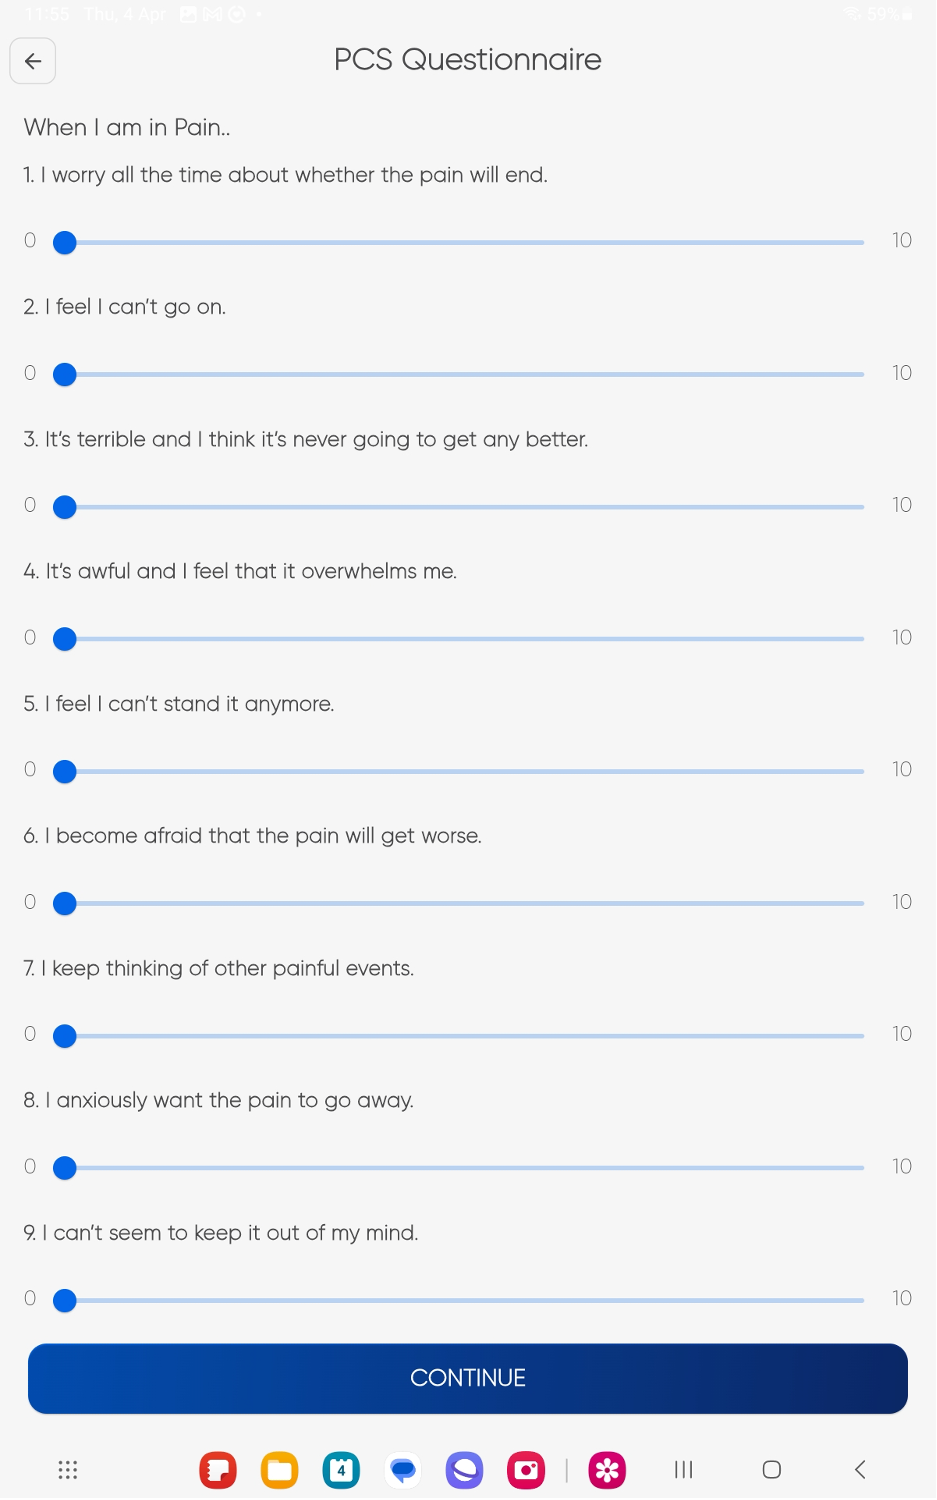 11:55 Thu, 4 Apr 59%
PCS Questionnaire
When I am in Pain..
1. I worry all the time about whether the pain will end.
0 10
2. I feel I can't go on.
0 10
3. It's terrible and I think it's never going to get any better.
0 10
4. It's awful and I feel that it overwhelms me.
0 10
5. I feel I can't stand it anymore.
0 10
6. I become afraid that the pain will get worse.
0 10
7. I keep thinking of other painful events.
0 10
8. I anxiously want the pain to go away.
0 10
9. I can't seem to keep it out of my mind.
0 10
CONTINUE
4